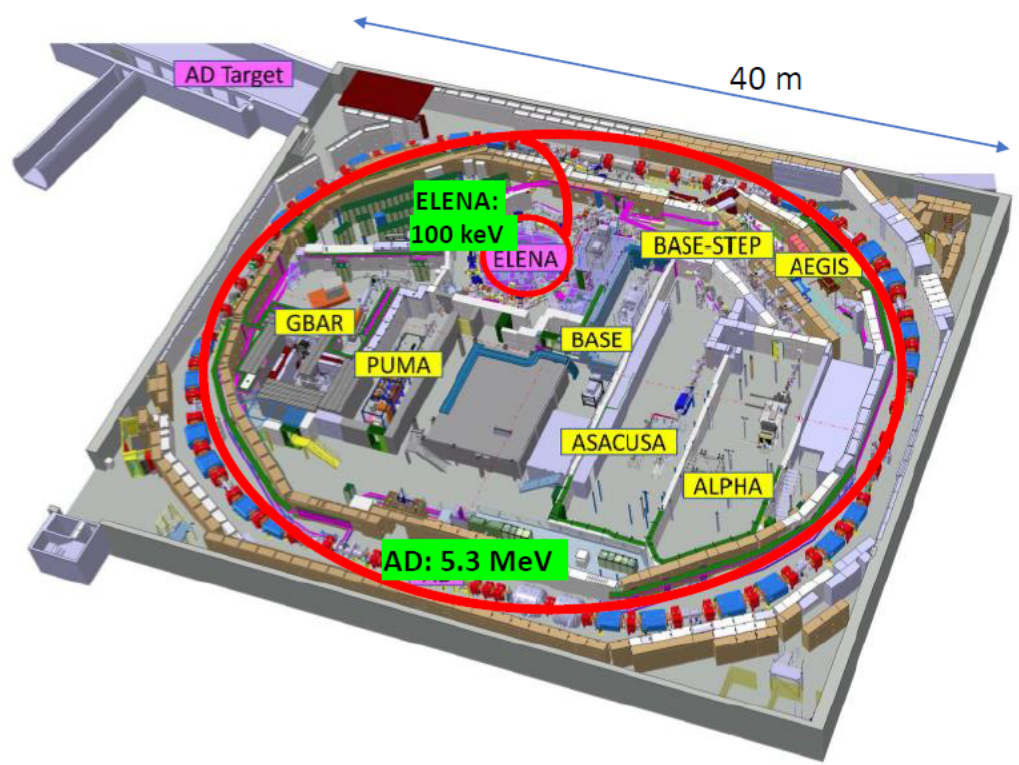 AD Target
40 m
ELENA:
100 keV
ELENA
BASE-STEP
AEGIS
GBAR
BASE
PUMA
ASACUSA
ALPHA
AD: 5.3 MeV